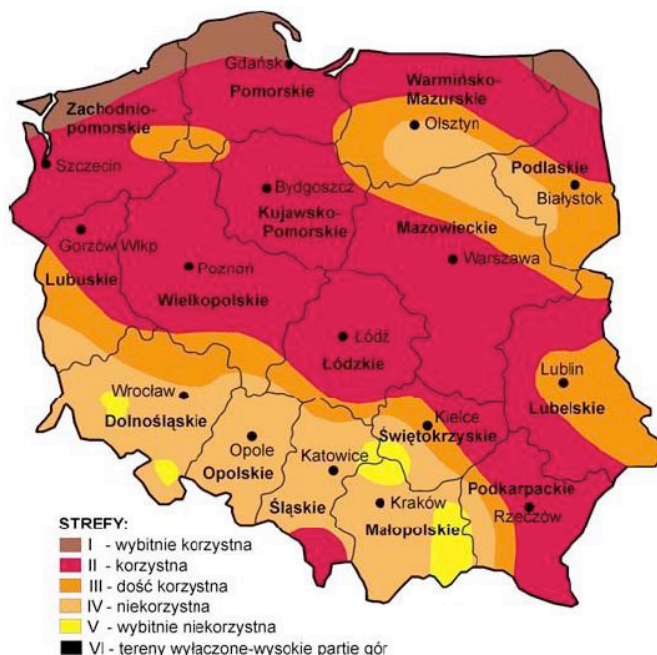 Gdańsk
Pomorskie
Warmińsko-
Mazurskie
Zachodnio-
pomorskie
Olsztyn
Szczecin
Podlaskie
Białystok
Bydgoszcz
Kujawsko-
Pomorskie
Mazowieckie
Gorzów Wlkp
Lubuskie
Poznań
Warszawa
Wielkopolskie
Łódź
Łódzkie
Lublin
Lubelskie
Wrocław
Dolnośląskie
Kielce
Świętokrzyskie
Opole
Opolskie
Katowice
Śląskie
Kraków
Małopolskie
Podkarpackie
Rzeczów
STREFY:
I - wybitnie korzystna
II - korzystna
III - dość korzystna
IV - niekorzystna
V - wybitnie niekorzystna
VI - tereny wyłączone-wysokie partie gór